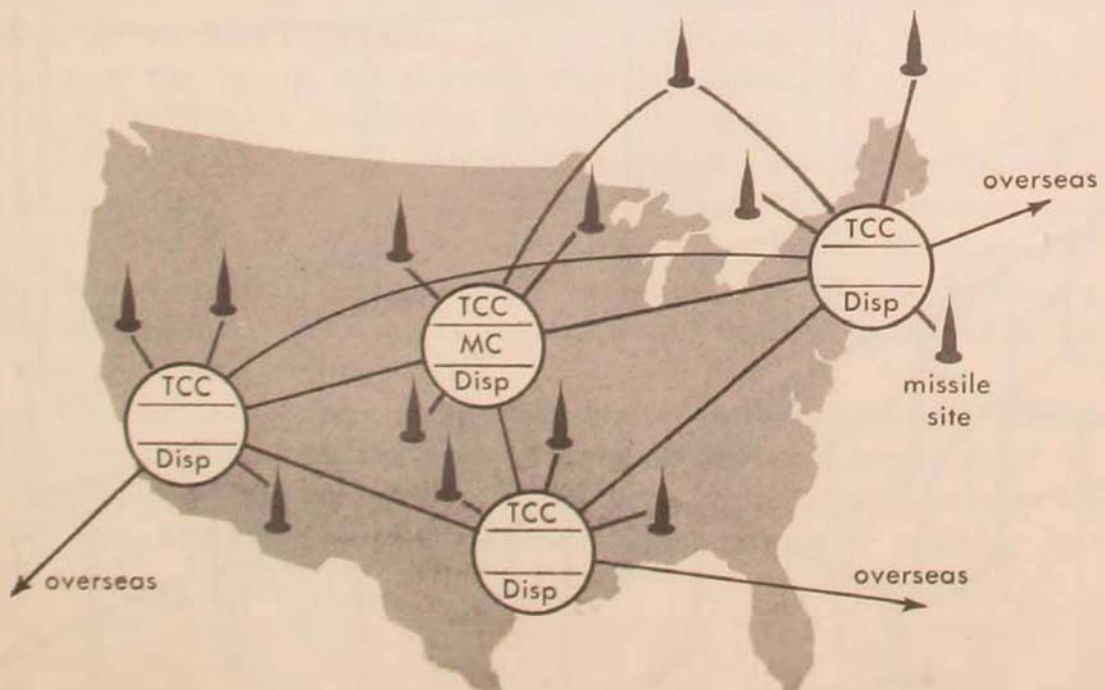 overseas
TCC
Disp
missile
site
TCC
MC
Disp
TCC
Disp
TCC
Disp
overseas
overseas